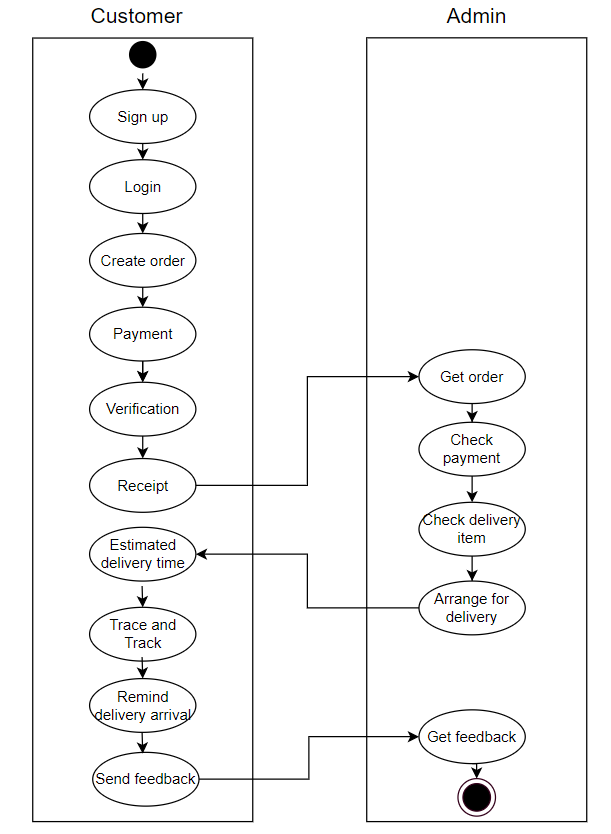 Customer
Admin
Sign up
Login
Create order
Payment
Verification
Receipt
Get order
Check
payment
Check delivery
item
Arrange for
delivery
Estimated
delivery time
Trace and
Track
Remind
delivery arrival
Send feedback
Get feedback